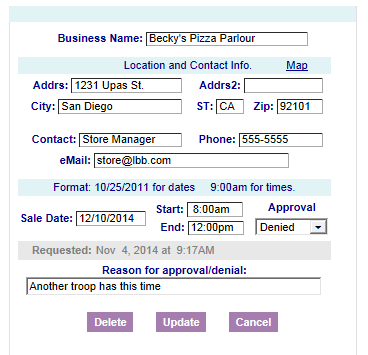 Business Name: Becky's Pizza Parlour
Location and Contact Info. Map
Addrs: 1231 Upas St. Addrs2:
City: San Diego ST: CA Zip: 92101
Contact: Store Manager Phone: 555-5555
eMail: store@lbb.com
Format: 10/25/2011 for dates 9:00am for times.
Sale Date: 12/10/2014 Start: 8:00am Approval
End: 12:00pm Denied
Requested: Nov 4, 2014 at 9:17AM
Reason for approval/denial:
Another troop has this time
Delete Update Cancel